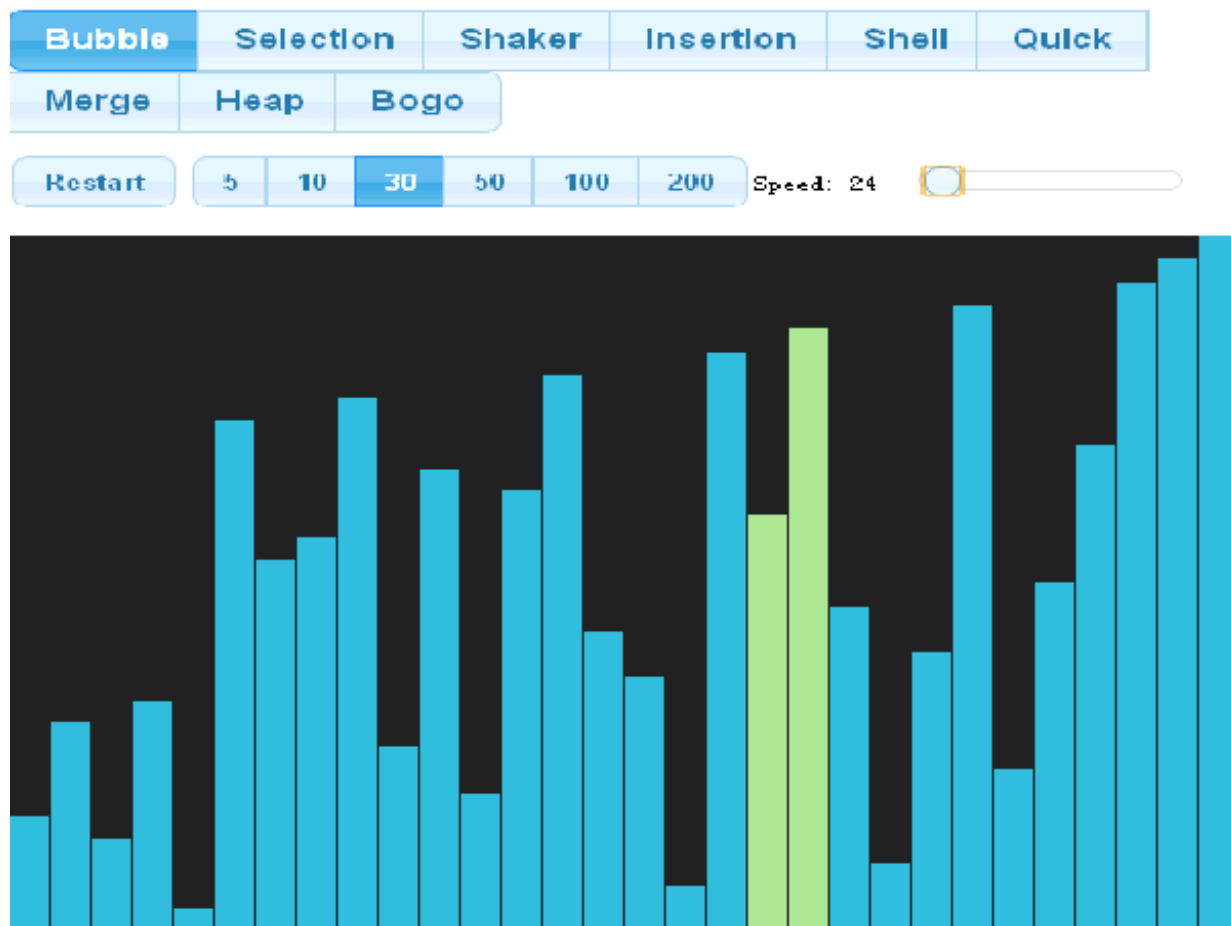 Bubble Selection Shaker Insertion Shell Quick
Merge Heap Bogo
Restart 5 10 30 50 100 200 Speed: 24